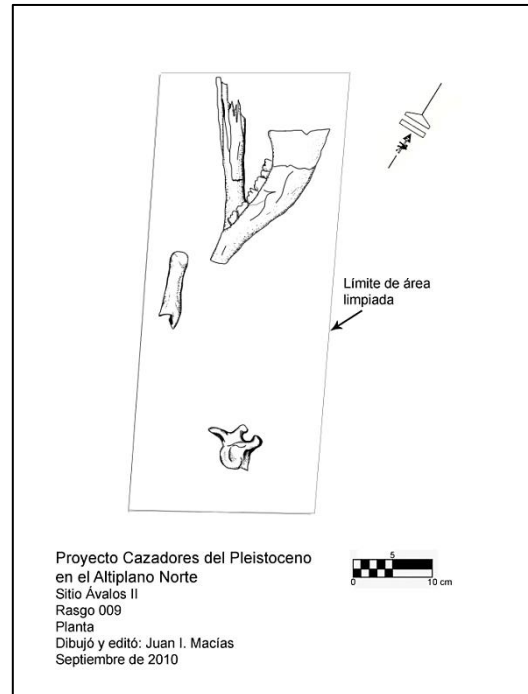 Límite de área
limpiada
Proyecto Cazadores del Pleistoceno
en el Altiplano Norte
Sitio Ávalos II
Rasgo 009
Planta
Dibujó y editó: Juan I. Macías
Septiembre de 2010
5
0
10 cm